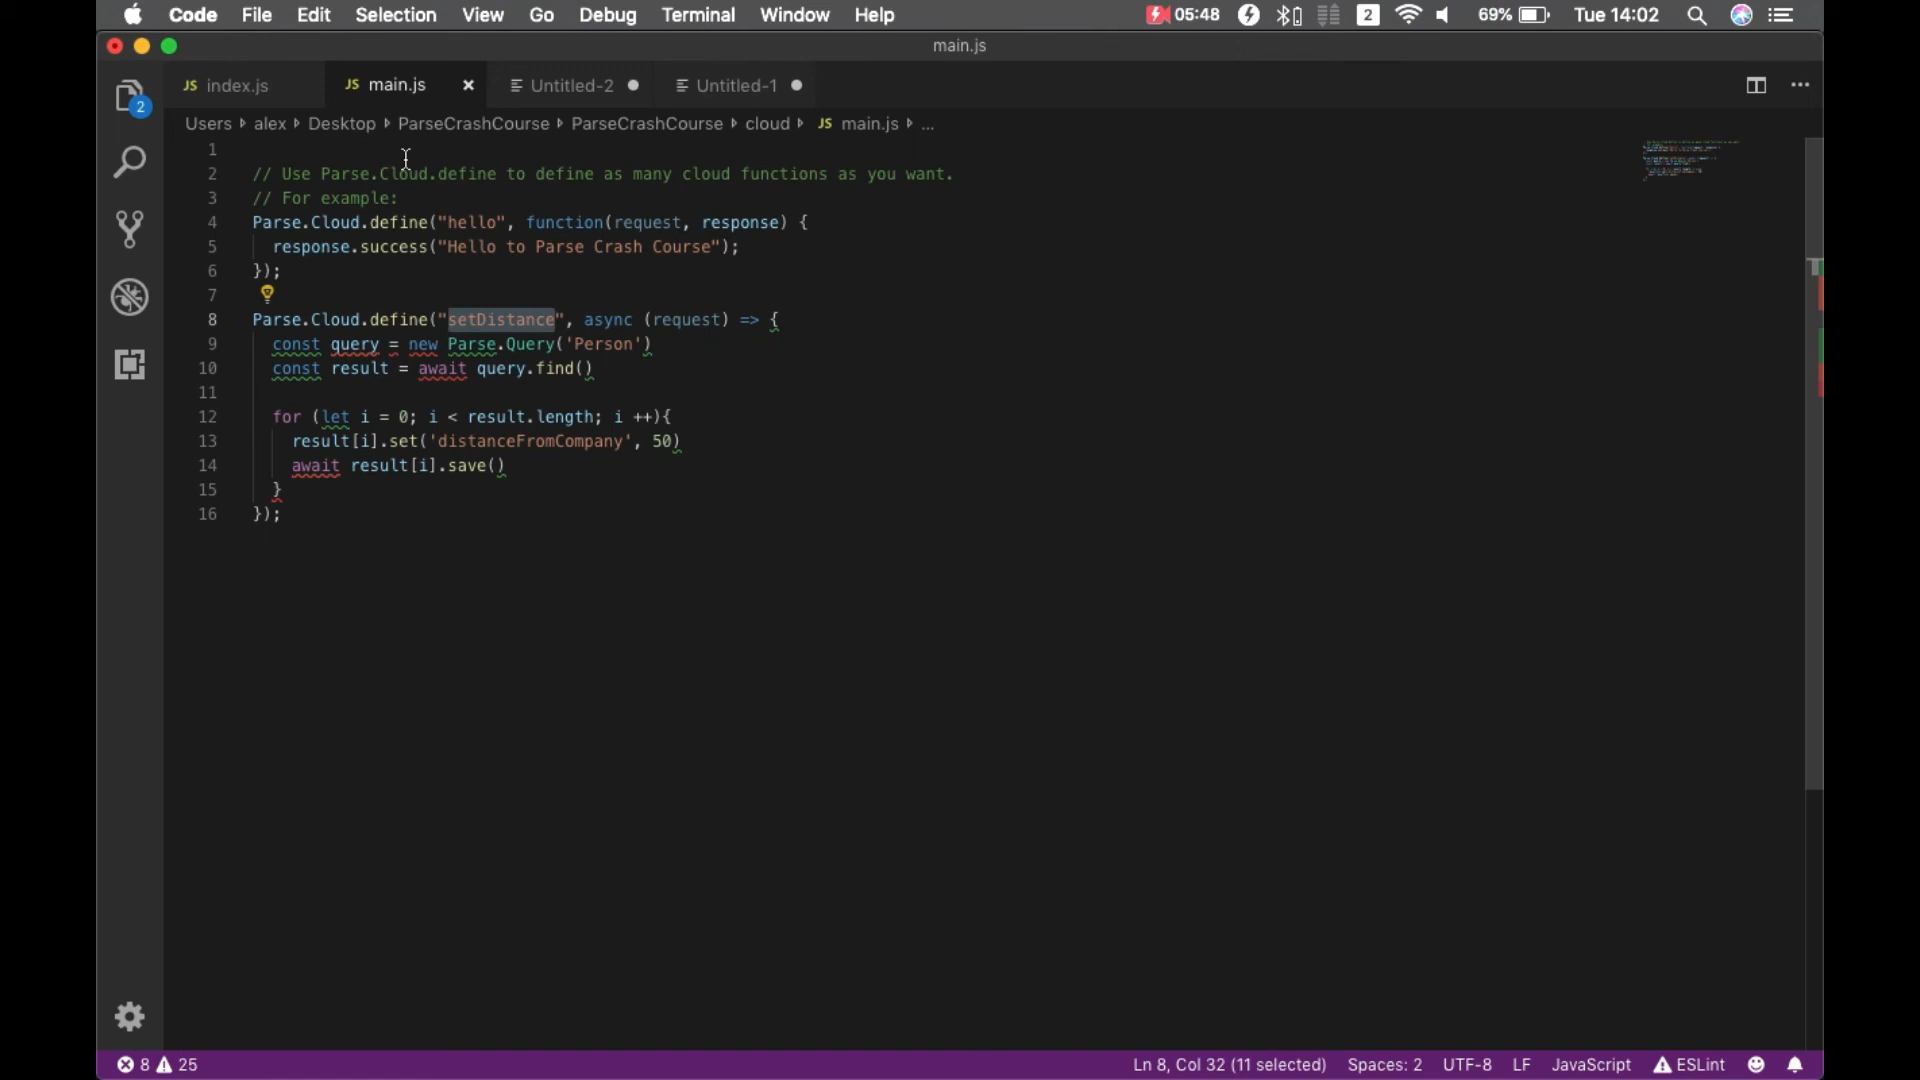 Code File Edit Selection View Go Debug Terminal Window Help 05:48 2 69% Tue 14:02
main.js
JS index.js JS main.js Untitled-2 Untitled-1
2
Users alex Desktop ParseCrashCourse ParseCrashCourse cloud JS main.js ...
1
2 // Use Parse.Cloud.define to define as many cloud functions as you want.
3 // For example:
4 Parse.Cloud.define("hello", function(request, response) {
5 response.success("Hello to Parse Crash Course");
6 });
7
8 Parse.Cloud.define("setDistance", async (request) => {
9 const query = new Parse.Query('Person')
10 const result = await query.find()
11
12 for (let i = 0; i < result.length; i ++){
13 result[i].set('distanceFromCompany', 50)
14 await result[i].save()
15 }
16 });
8 25 Ln 8, Col 32 (11 selected) Spaces: 2 UTF-8 LF JavaScript ESLint